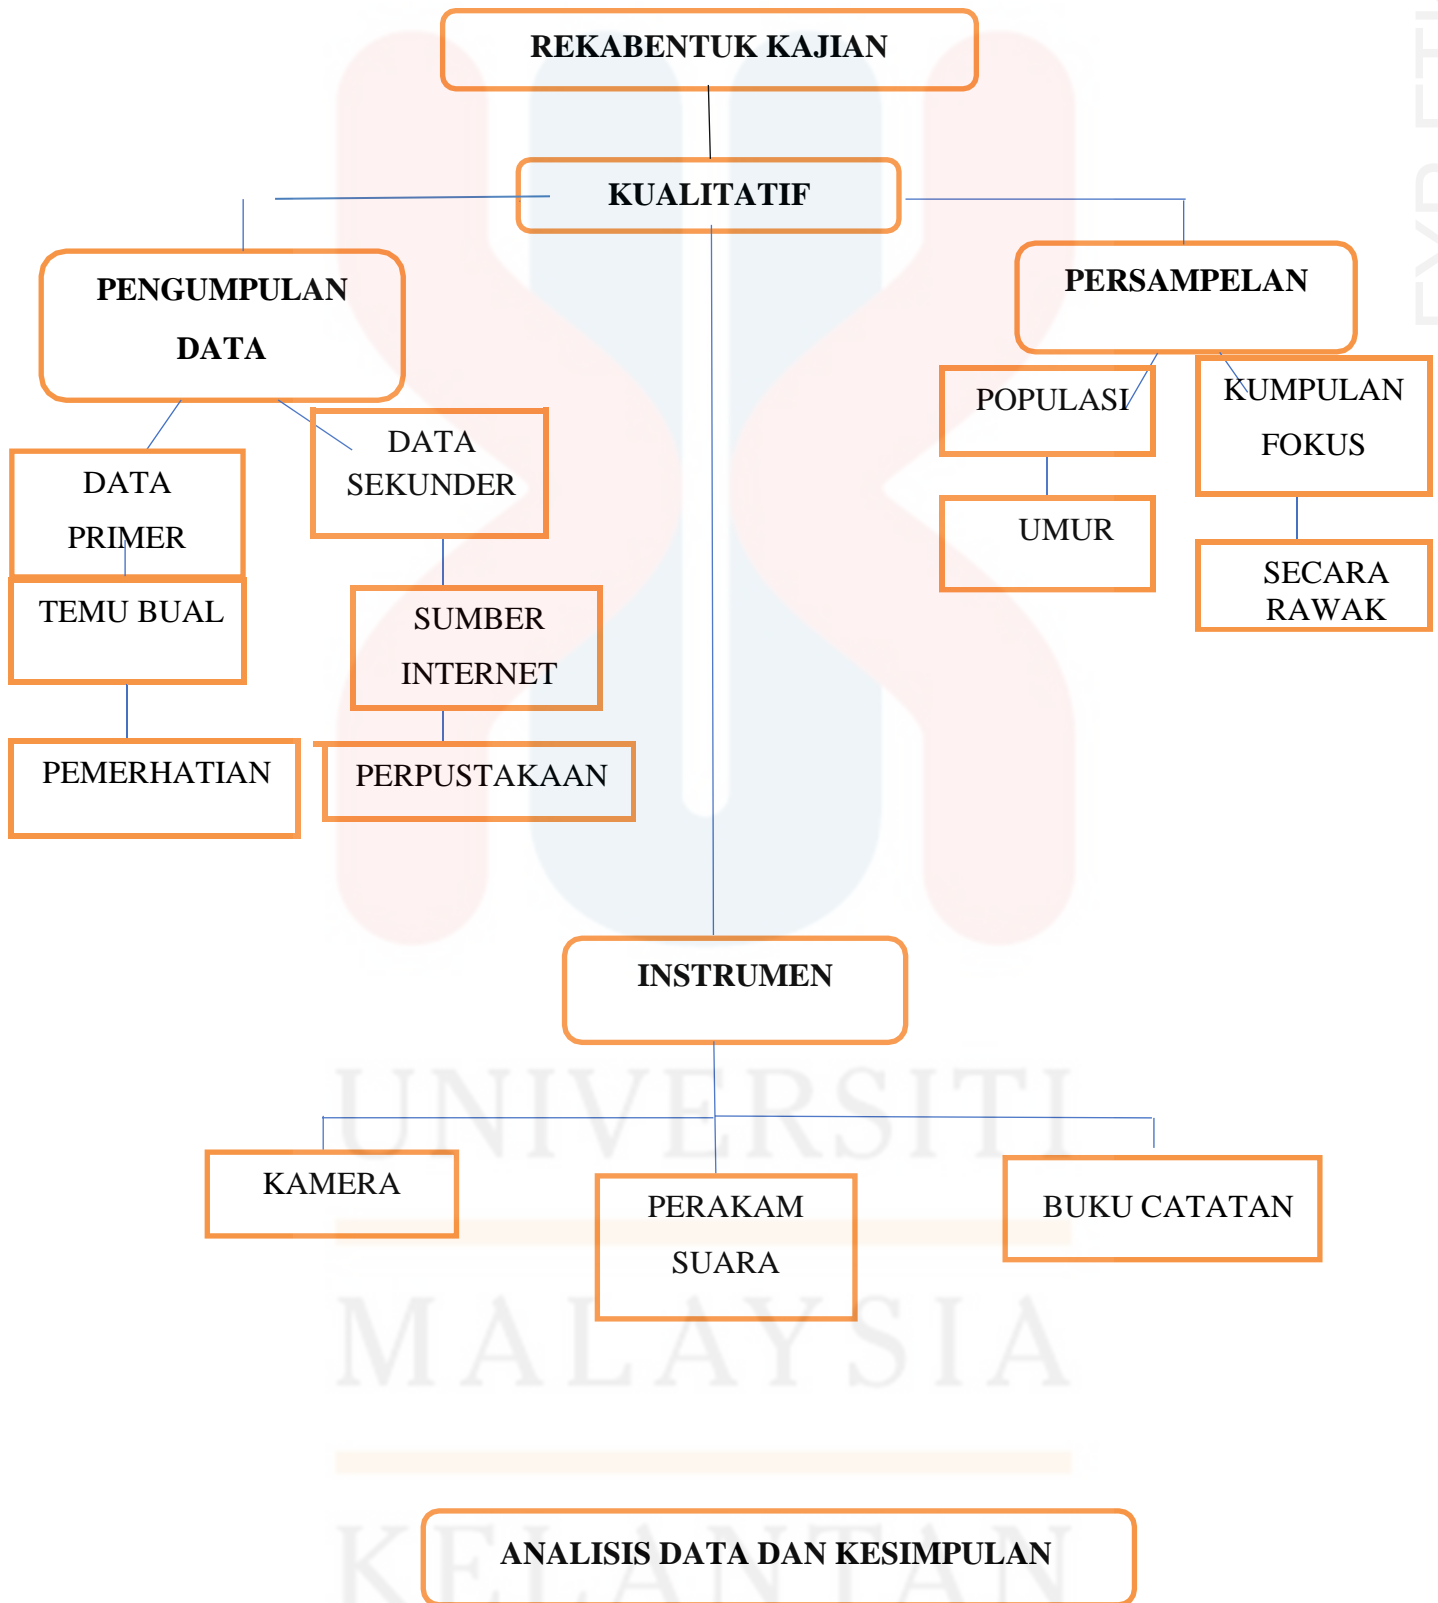 REKABENTUK KAJIAN
KUALITATIF
PENGUMPULAN
DATA
PERSAMPELAN
DATA
PRIMER
DATA
SEKUNDER
POPULASI
KUMPULAN
FOKUS
TEMU BUAL
SUMBER
INTERNET
UMUR
SECARA
RAWAK
PEMERHATIAN
PERPUSTAKAAN
INSTRUMEN
KAMERA
PERAKAM
SUARA
BUKU CATATAN
ANALISIS DATA DAN KESIMPULAN
UNIVERSITI
MALAYSIA
KELANTAN